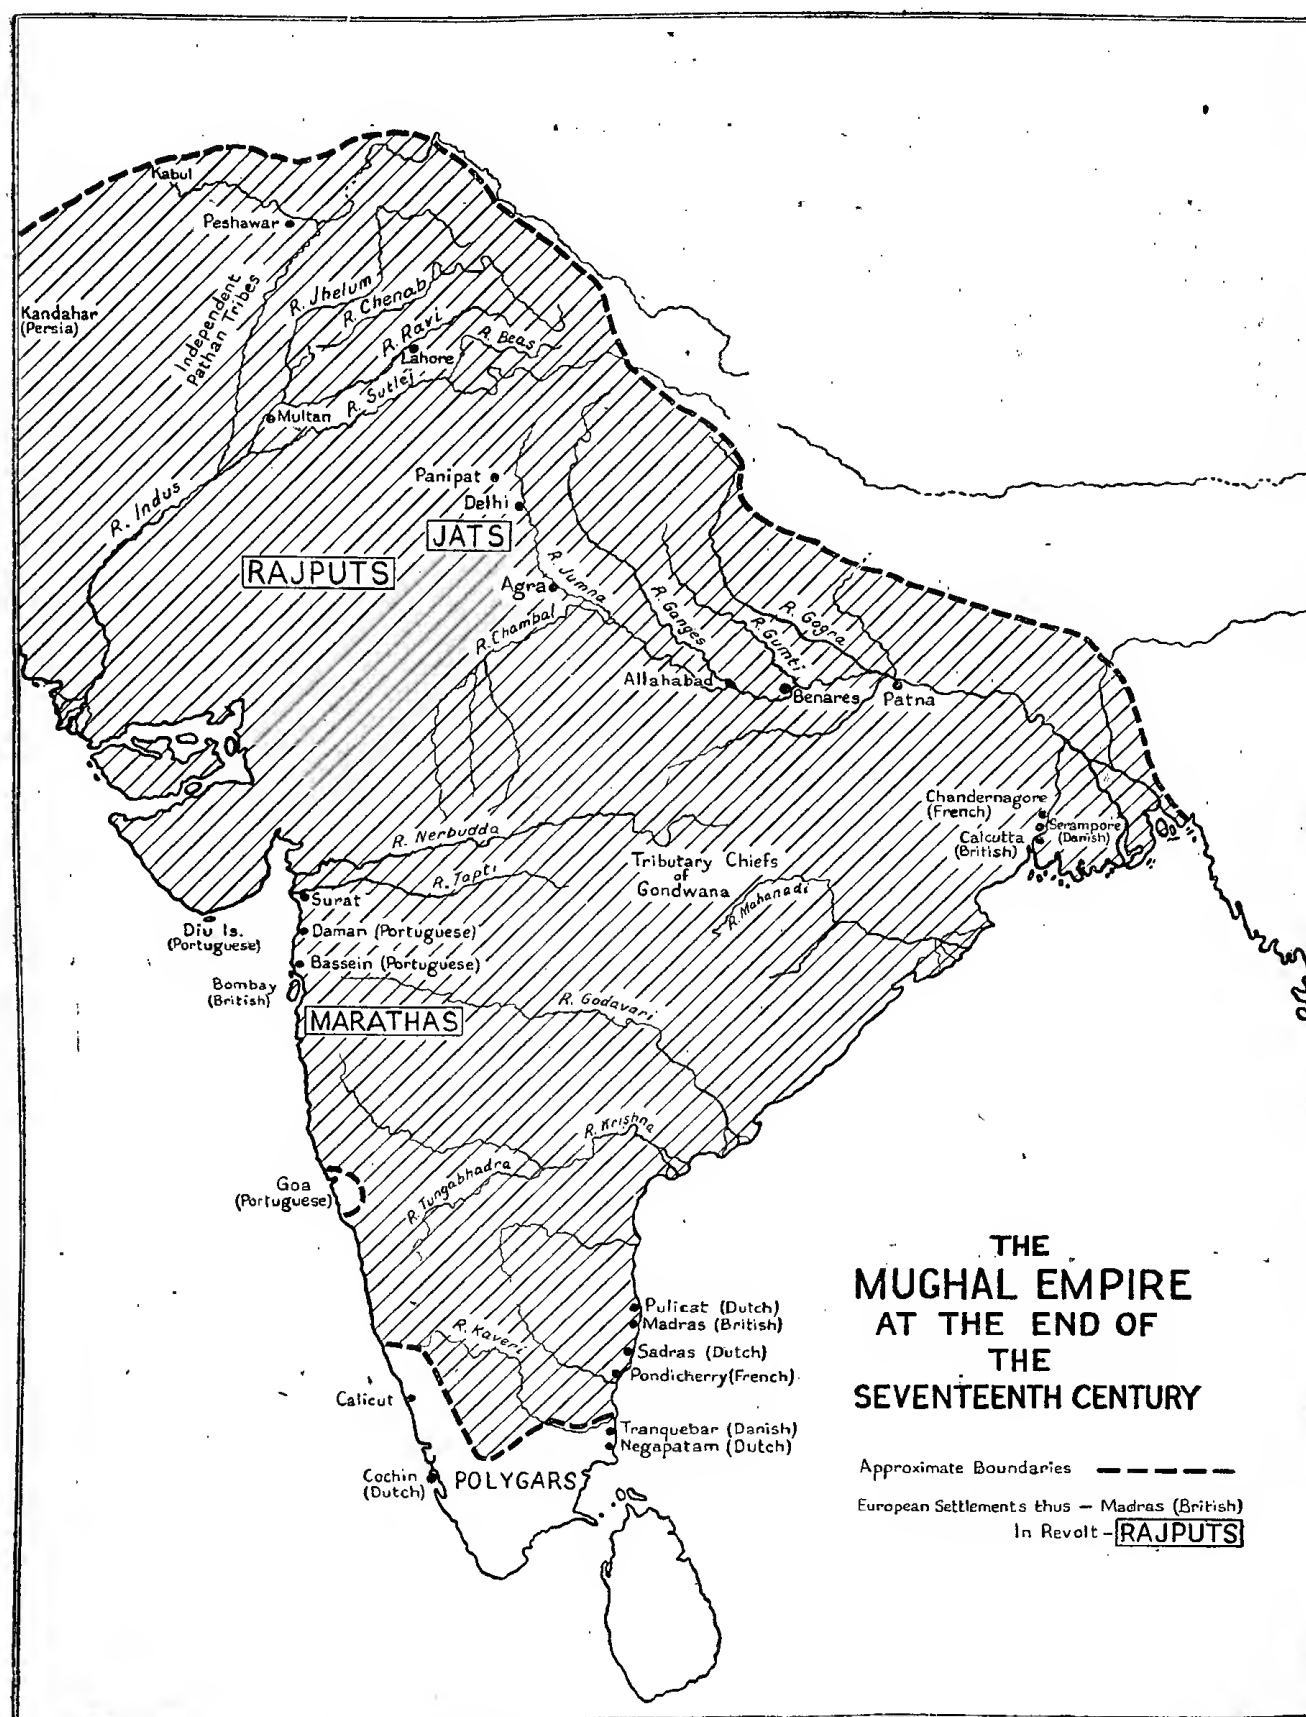 Kabul
Peshawar
Kandahar
(Persia)
Independent
Pathan Tribes
R. Jhelum
R. Chenab
R. Ravi
R. Beas
Lahore
R. Sutlej
Multan
R. Indus
Panipat
Delhi
JATS
RAJPUTS
Agra
R. Jumna
R. Chambal
R. Ganges
R. Gumti
R. Gogra
Allahabad
Benares
Patna
Chandernagore
(French)
Serampore
(Danish)
Calcutta
(British)
R. Nerbudda
R. Tapti
Tributary Chiefs
of
Gondwana
R. Mahanadi
Surat
Diu Is.
(Portuguese)
Daman (Portuguese)
Bassein (Portuguese)
Bombay
(British)
MARATHAS
R. Godavari
R. Krishna
R. Tungabhadra
Goa
(Portuguese)
THE
MUGHAL EMPIRE
AT THE END OF
THE
SEVENTEENTH CENTURY
Pulicat (Dutch)
Madras (British)
R. Kaveri
Sadras (Dutch)
Pondicherry (French)
Calicut
Tranquebar (Danish)
Negapatam (Dutch)
Cochin
(Dutch)
POLYGARS
Approximate Boundaries
European Settlements thus – Madras (British)
In Revolt – RAJPUTS